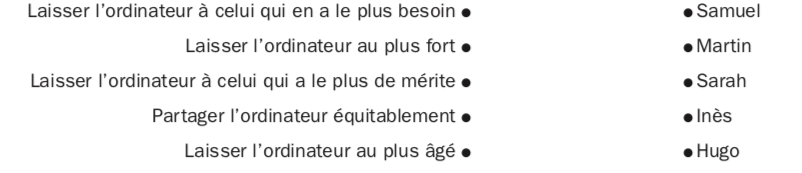 Laisser l'ordinateur à celui qui en a le plus besoin ● ● Samuel
Laisser l'ordinateur au plus fort ● ● Martin
Laisser l'ordinateur à celui qui a le plus de mérite ● ● Sarah
Partager l'ordinateur équitablement ● ● Inès
Laisser l'ordinateur au plus âgé ● ● Hugo